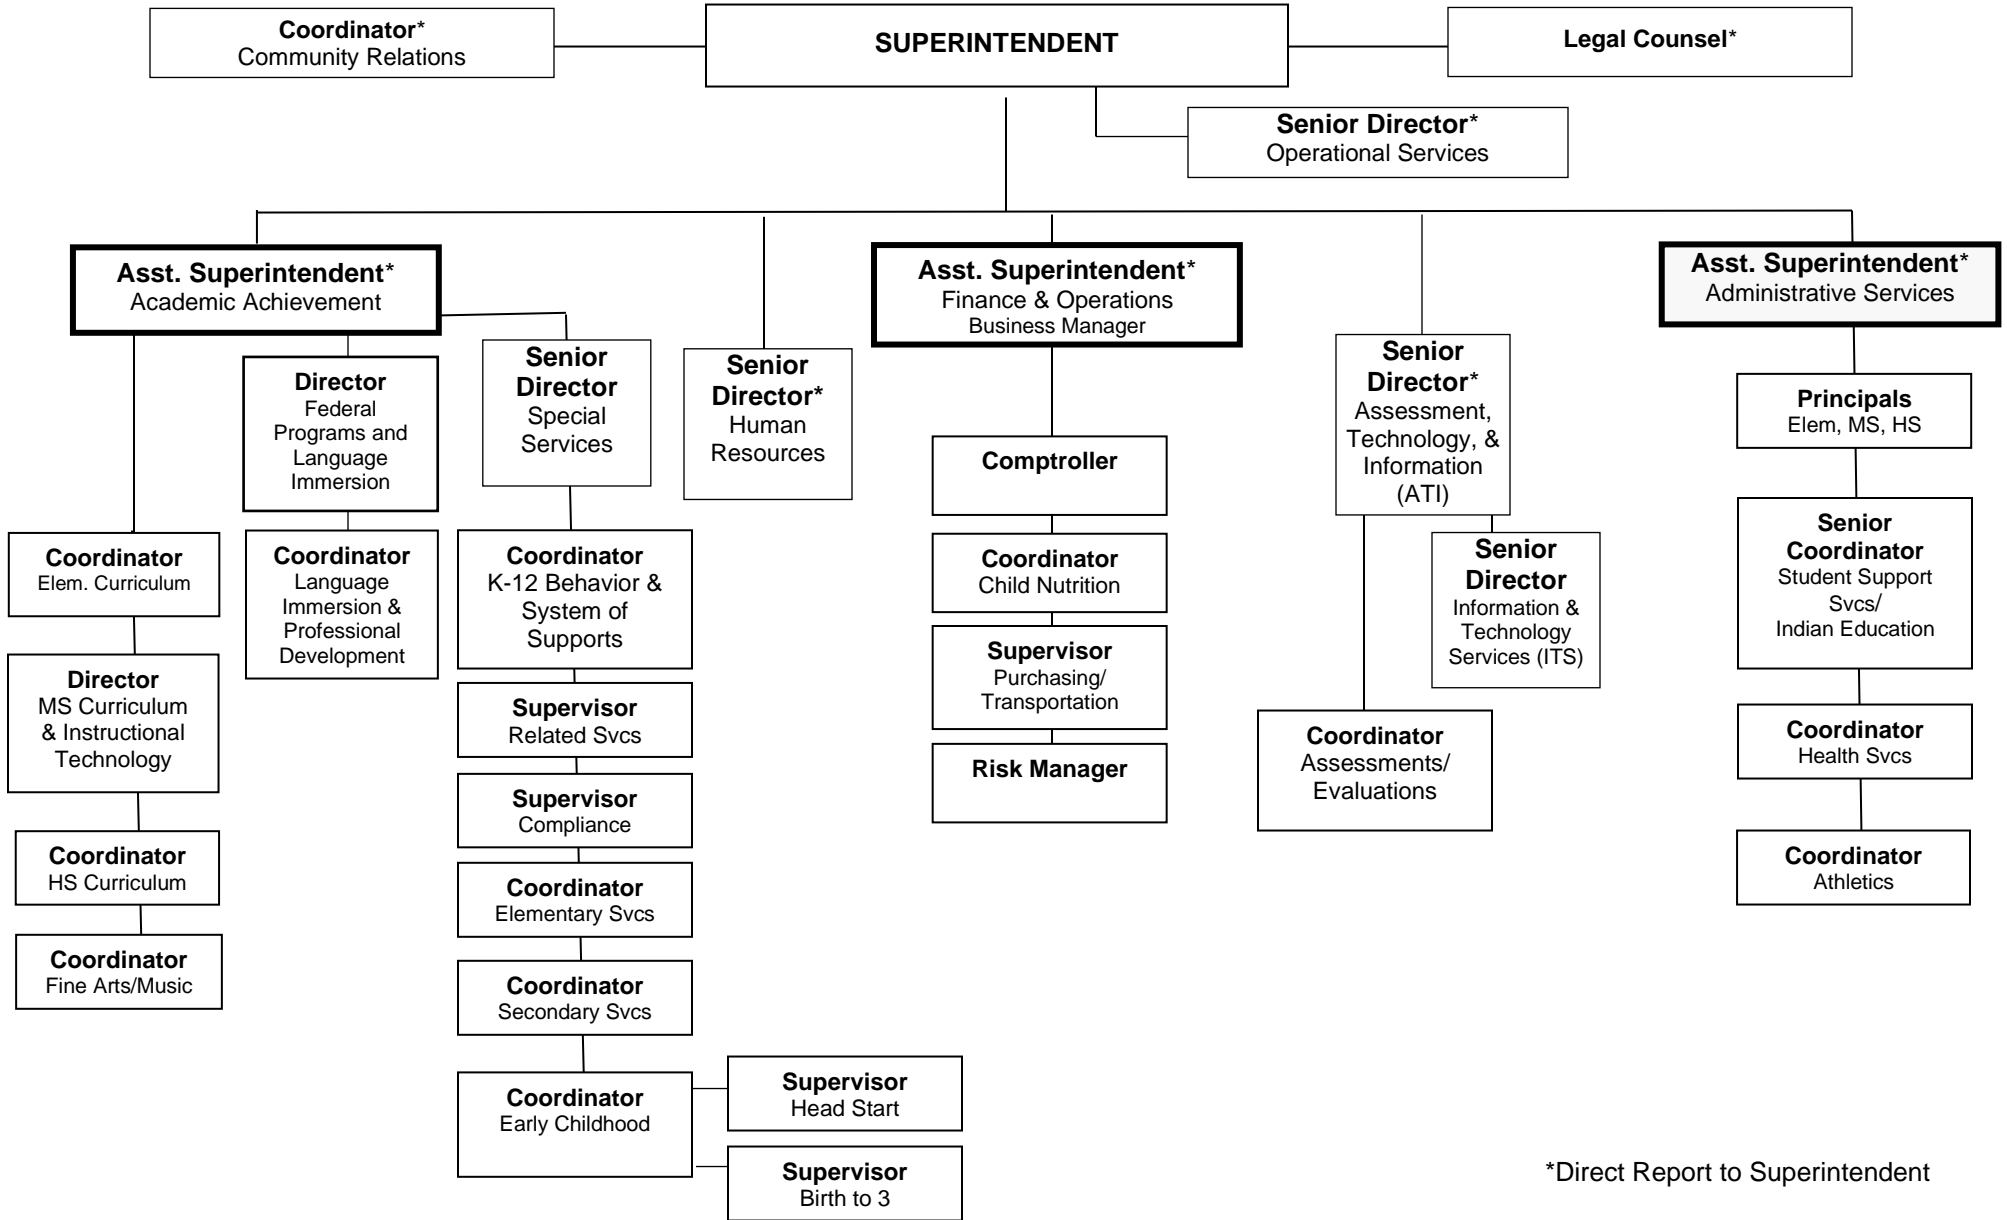 Coordinator*
Community Relations
SUPERINTENDENT
Legal Counsel*
Senior Director*
Operational Services
Asst. Superintendent*
Academic Achievement
Asst. Superintendent*
Finance & Operations
Business Manager
Asst. Superintendent*
Administrative Services
Director
Federal
Programs and
Language
Immersion
Senior
Director
Special
Services
Senior
Director*
Human
Resources
Senior
Director*
Assessment,
Technology, &
Information
(ATI)
Principals
Elem, MS, HS
Comptroller
Coordinator
Elem. Curriculum
Coordinator
Language
Immersion &
Professional
Development
Coordinator
K-12 Behavior &
System of
Supports
Coordinator
Child Nutrition
Senior
Director
Information &
Technology
Services (ITS)
Senior
Coordinator
Student Support
Svcs/
Indian Education
Director
MS Curriculum
& Instructional
Technology
Supervisor
Related Svcs
Supervisor
Purchasing/
Transportation
Coordinator
Assessments/
Evaluations
Coordinator
Health Svcs
Supervisor
Compliance
Risk Manager
Coordinator
HS Curriculum
Coordinator
Elementary Svcs
Coordinator
Athletics
Coordinator
Fine Arts/Music
Coordinator
Secondary Svcs
Coordinator
Early Childhood
Supervisor
Head Start
Supervisor
Birth to 3
*Direct Report to Superintendent